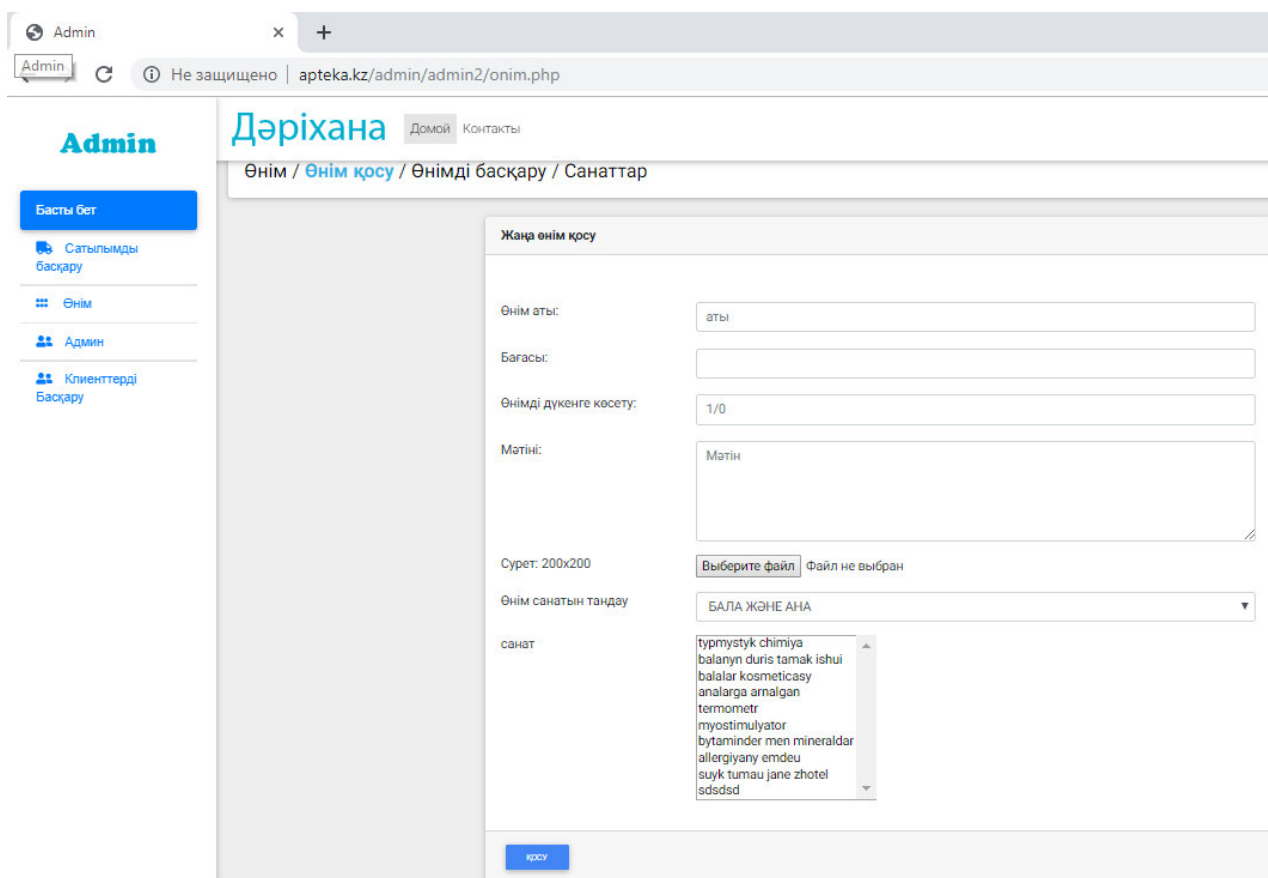 Admin
Admin
Не защищено | apteka.kz/admin/admin2/onim.php
Admin
Басты бет
Сатылымды
басқару
Өнім
Админ
Клиенттерді
Басқару
Дәріхана
Домой Контакты
Өнім / Өнім қосу / Өнімді басқару / Санаттар
Жаңа өнім қосу
Өнім аты:
аты
Бағасы:
Өнімді дүкенге көсету:
1/0
Мәтіні:
Мәтін
Сурет: 200x200
Выберите файл Файл не выбран
Өнім санатын тандау
БАЛА ЖӘНЕ АНА
санат
typmystyk chimiya
balanyn duris tamak ishui
balalar kosmeticasy
analarga arnalgan
termometr
myostimulyator
bytaminder men mineraldar
allergiyany emdeu
suyk tumau jane zhotel
sdsdsd
қосу